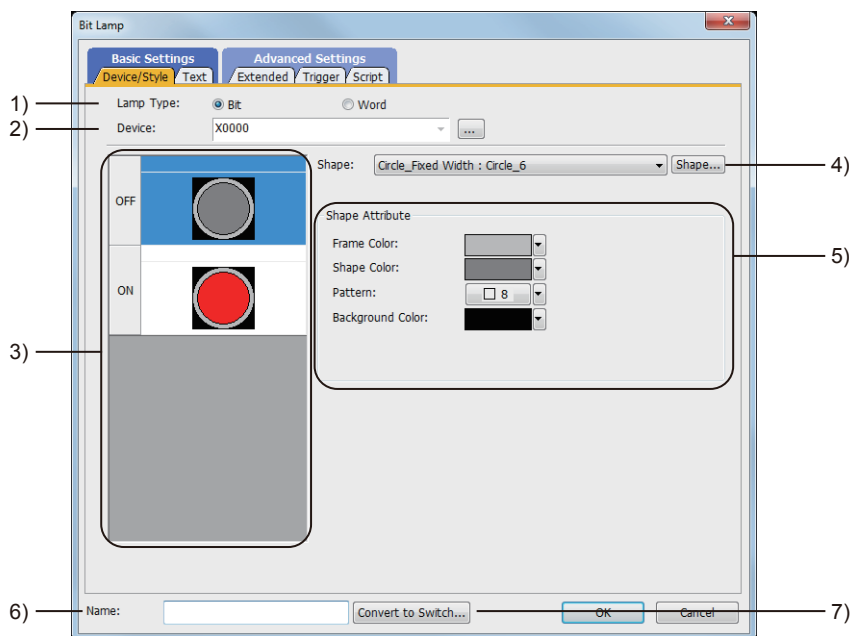 Bit Lamp
x
Basic Settings
Advanced Settings
Device/Style
Text
Extended
Trigger
Script
1)
Lamp Type:
Bit
Word
2)
Device:
X0000
...
3)
OFF
ON
Shape:
Circle_Fixed Width : Circle_6
Shape...
4)
Shape Attribute
5)
Frame Color:
Shape Color:
Pattern:
8
Background Color:
6)
Name:
Convert to Switch...
OK
Cancel
7)